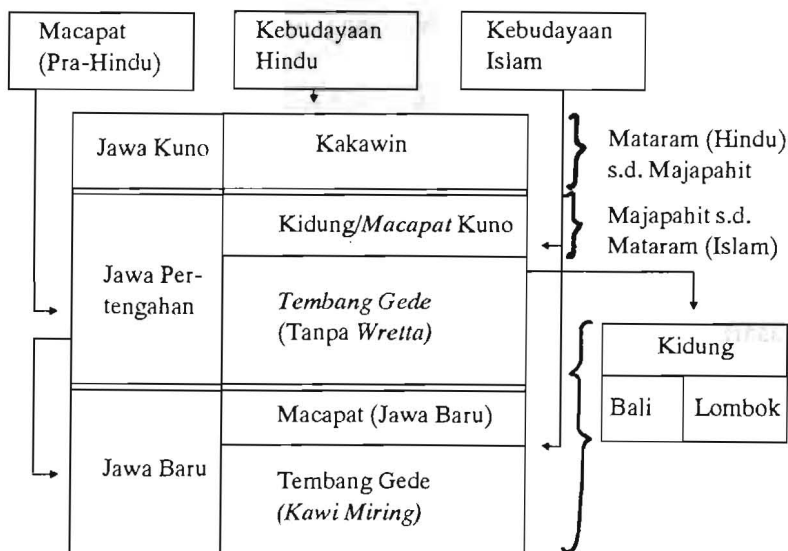 Macapat
(Pra-Hindu)
Kebudayaan
Hindu
Kebudayaan
Islam
Jawa Kuno
Kakawin
Mataram (Hindu)
s.d. Majapahit
Kidung/Macapat Kuno
Majapahit s.d.
Mataram (Islam)
Jawa Per-
tengahan
Tembang Gede
(Tanpa Wretta)
Kidung
Bali
Lombok
Macapat (Jawa Baru)
Jawa Baru
Tembang Gede
(Kawi Miring)